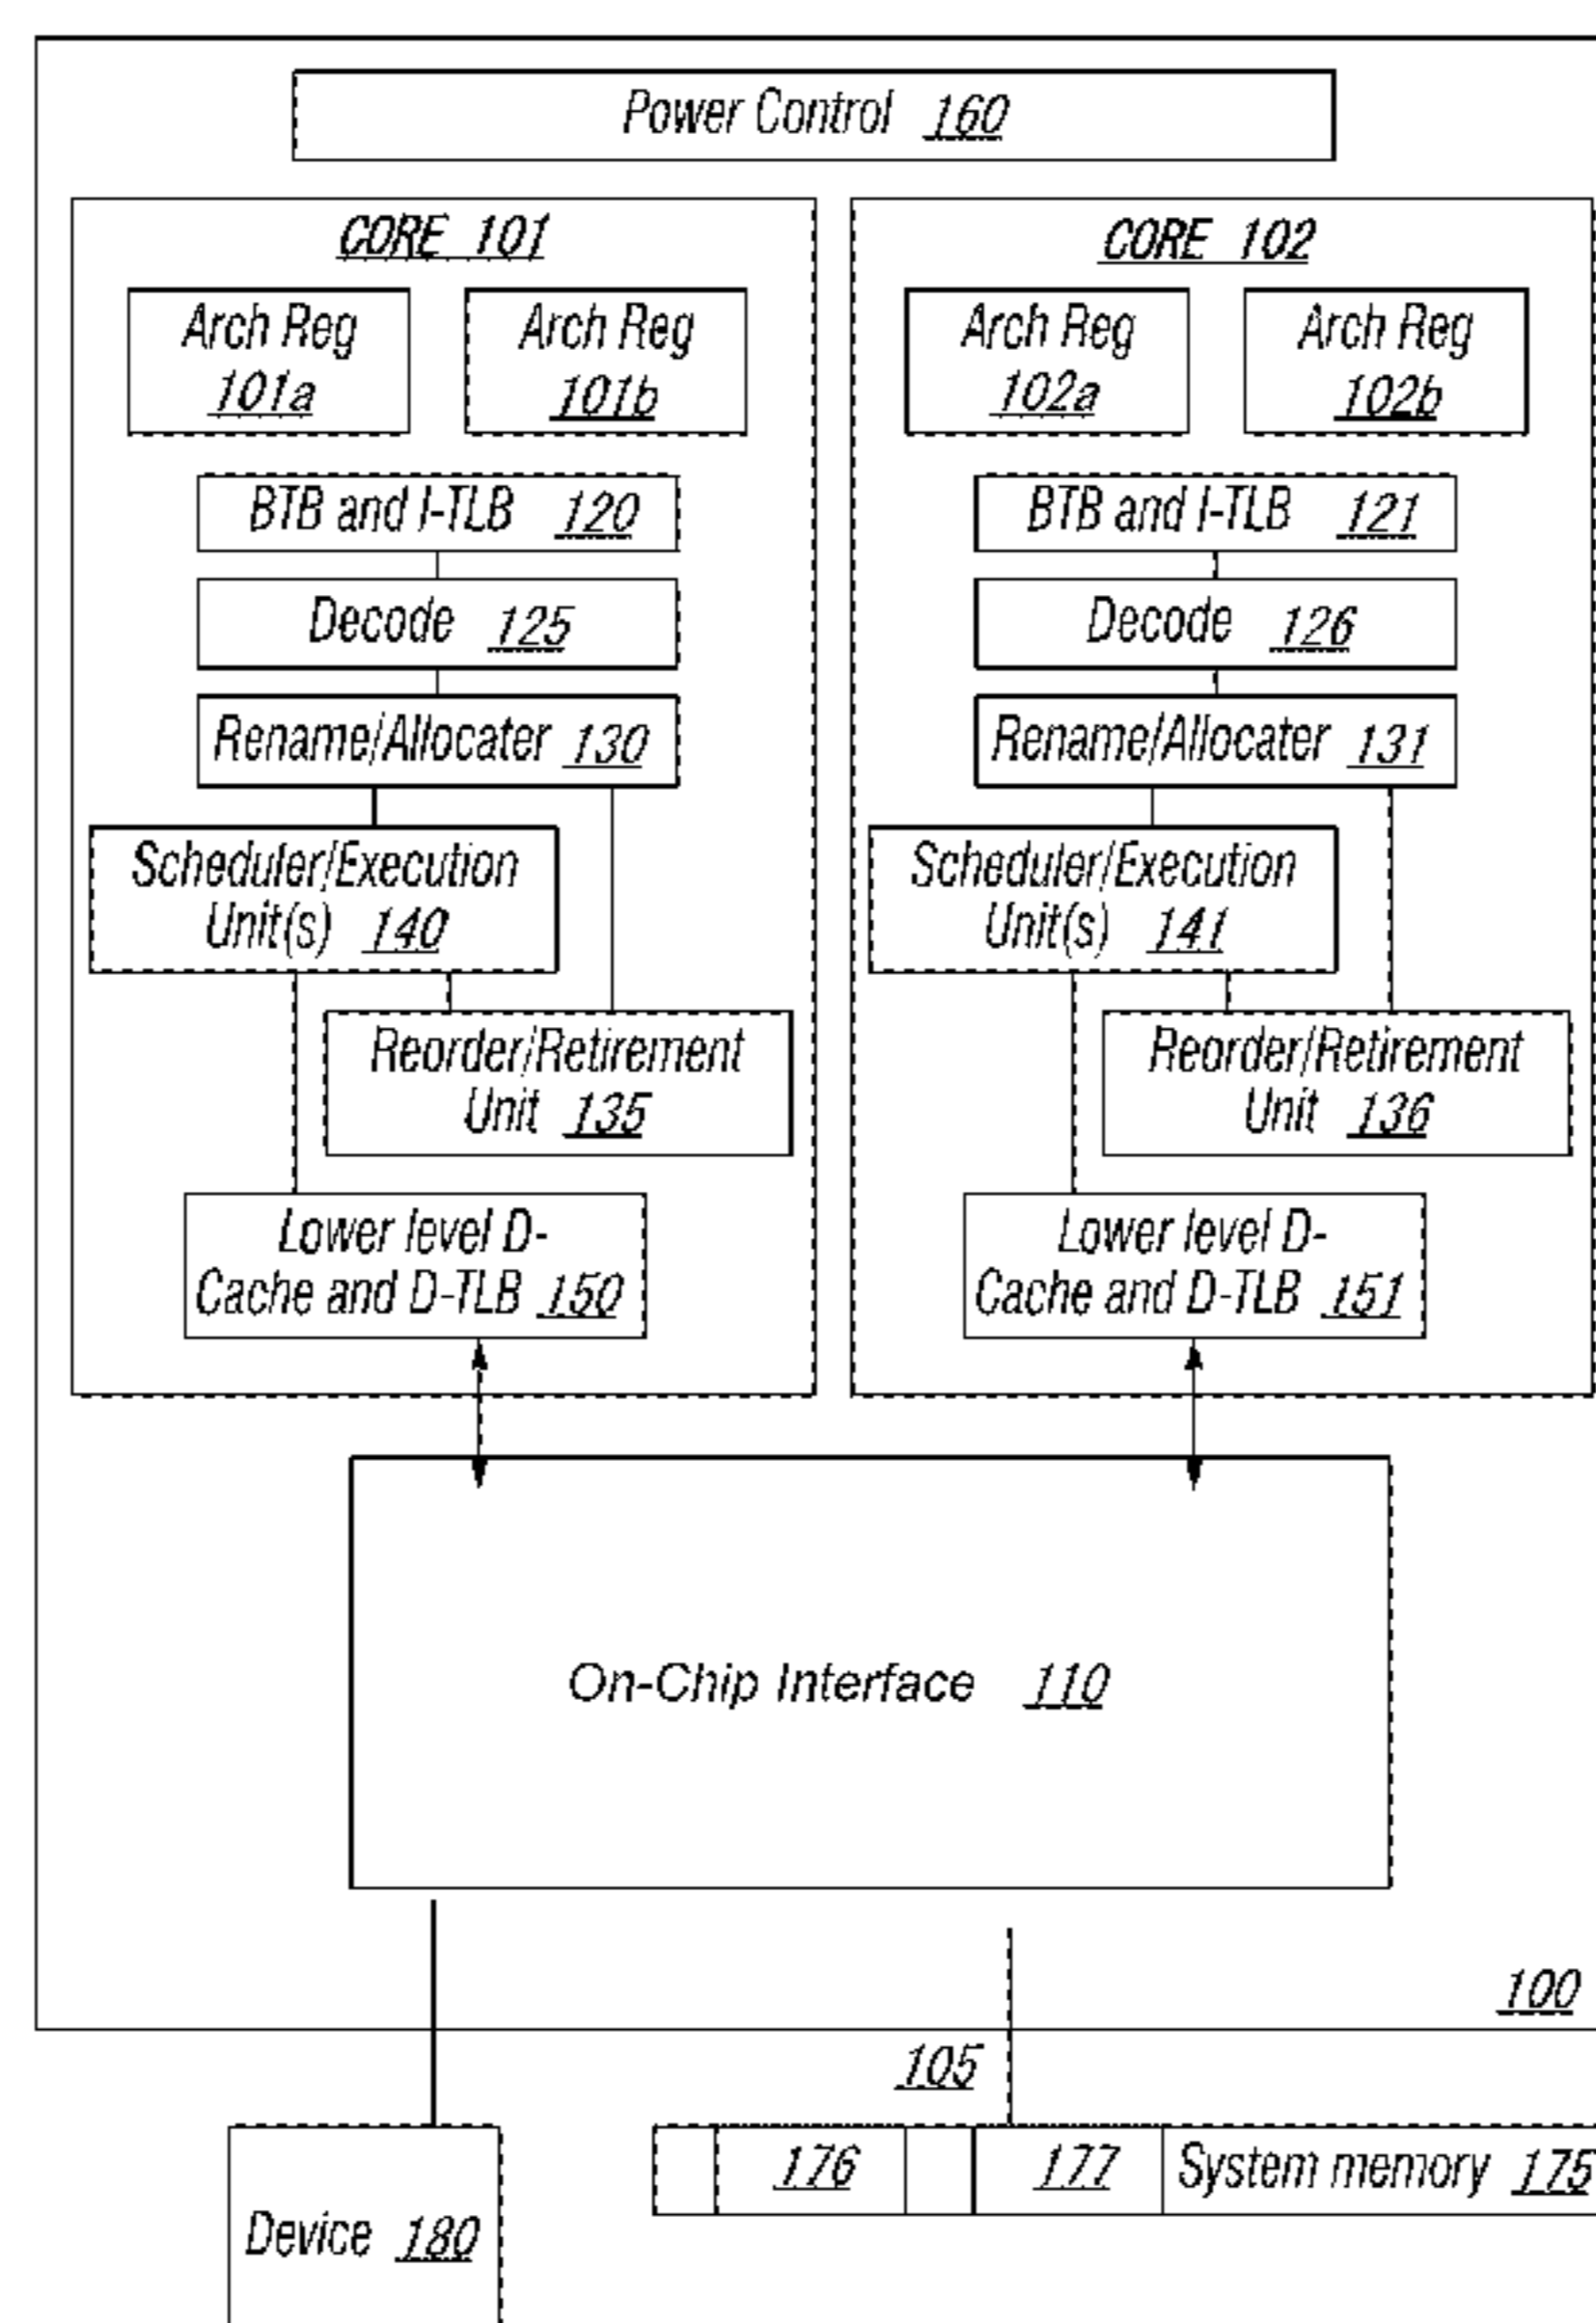 Power Control 160
CORE 101
Arch Reg
101a
Arch Reg
101b
BTB and I-TLB 120
Decode 125
Rename/Allocater 130
Scheduler/Execution
Unit(s) 140
Reorder/Retirement
Unit 135
Lower level D-
Cache and D-TLB 150
CORE 102
Arch Reg
102a
Arch Reg
102b
BTB and I-TLB 121
Decode 126
Rename/Allocater 131
Scheduler/Execution
Unit(s) 141
Reorder/Retirement
Unit 136
Lower level D-
Cache and D-TLB 151
On-Chip Interface 110
100
105
176
177
System memory 175
Device 180